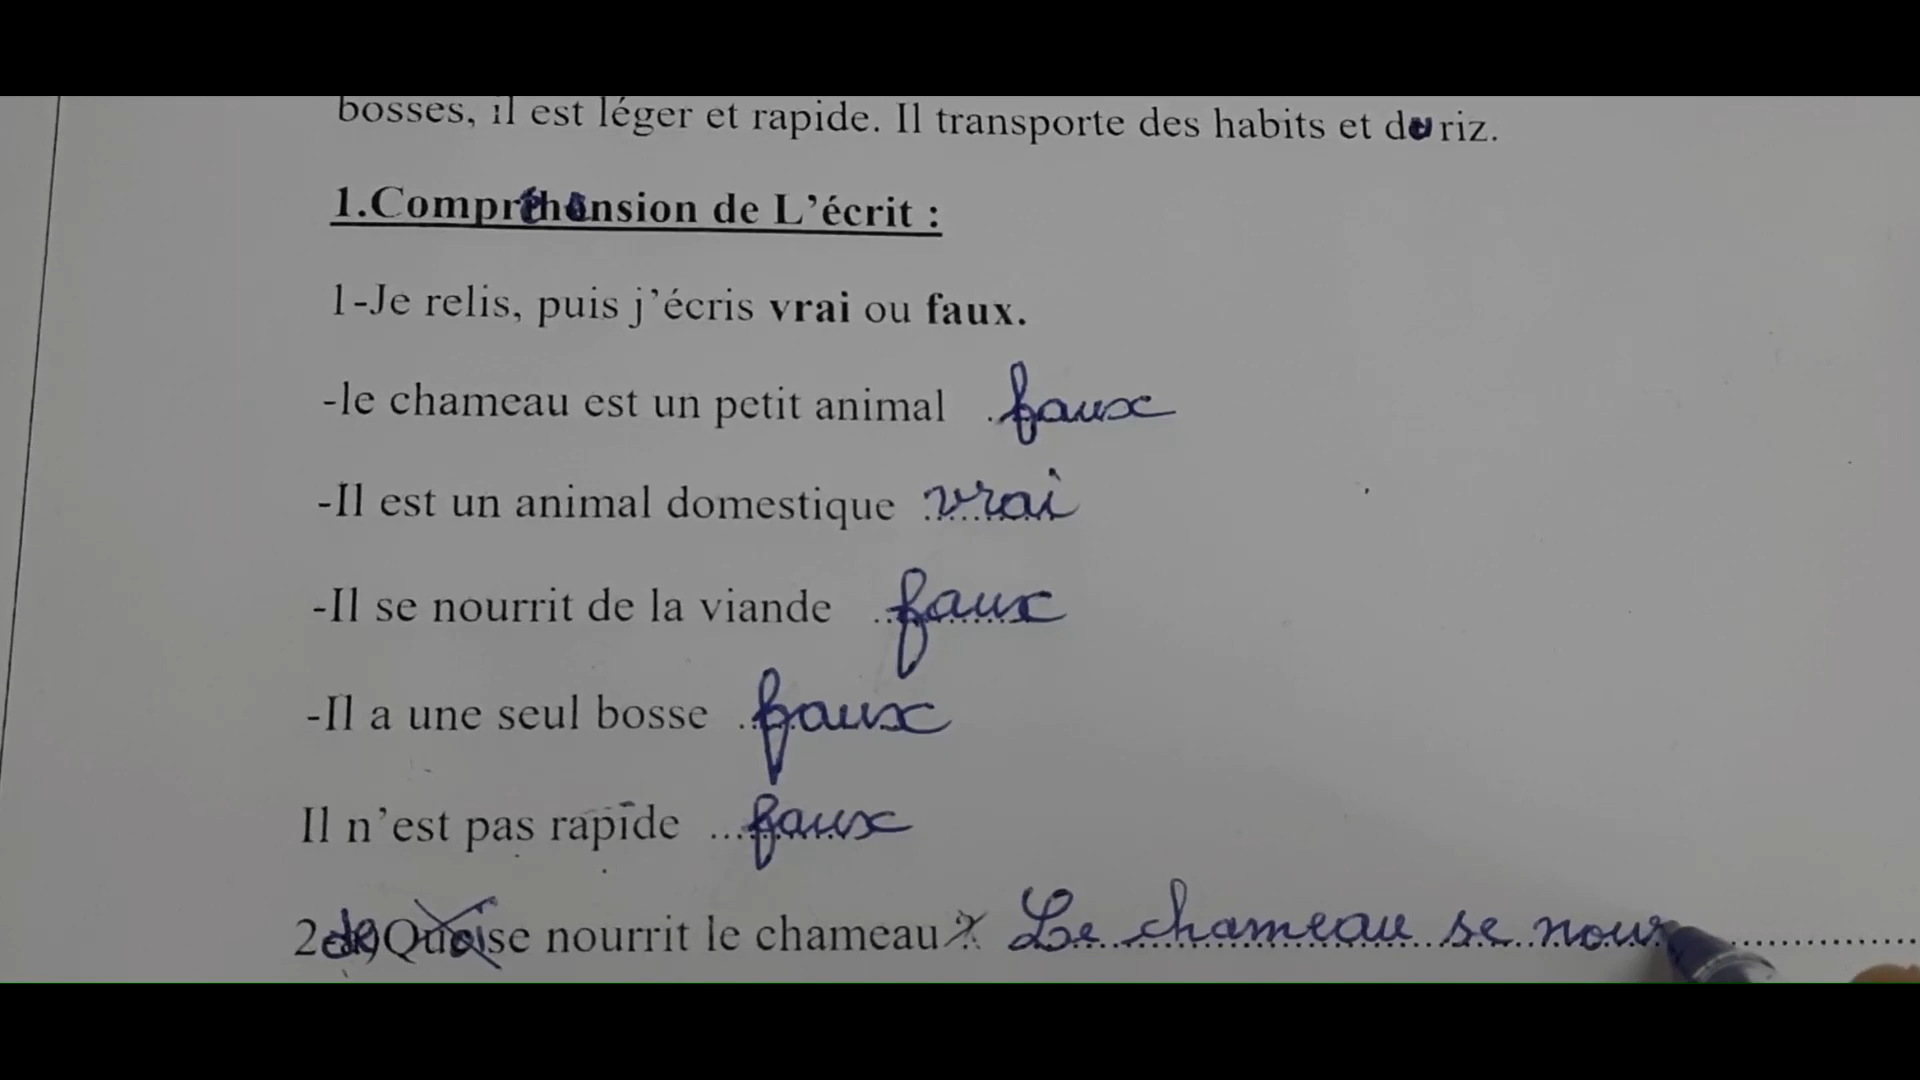 bosses, il est léger et rapide. Il transporte des habits et du riz.
1.Compréhension de L’écrit :
1-Je relis, puis j’écris vrai ou faux.
-le chameau est un petit animal .faux
-Il est un animal domestique vrai
-Il se nourrit de la viande ..faux
-Il a une seul bosse ..faux
Il n’est pas rapide ...faux
2 de) Quoi se nourrit le chameau ? Le chameau se nour